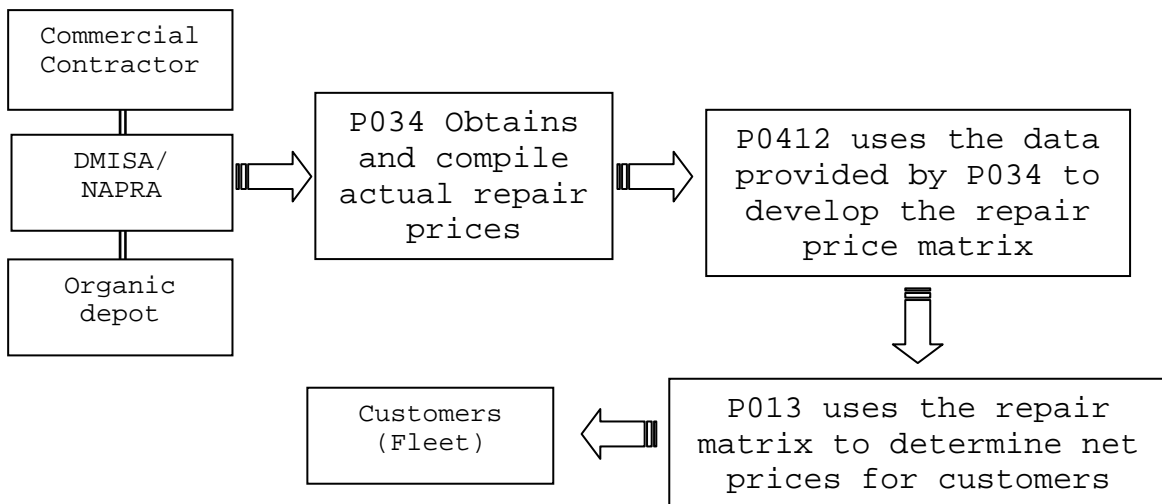 Commercial
Contractor
DMISA/
NAPRA
Organic
depot
P034 Obtains
and compile
actual repair
prices
P0412 uses the data
provided by P034 to
develop the repair
price matrix
P013 uses the repair
matrix to determine net
prices for customers
Customers
(Fleet)